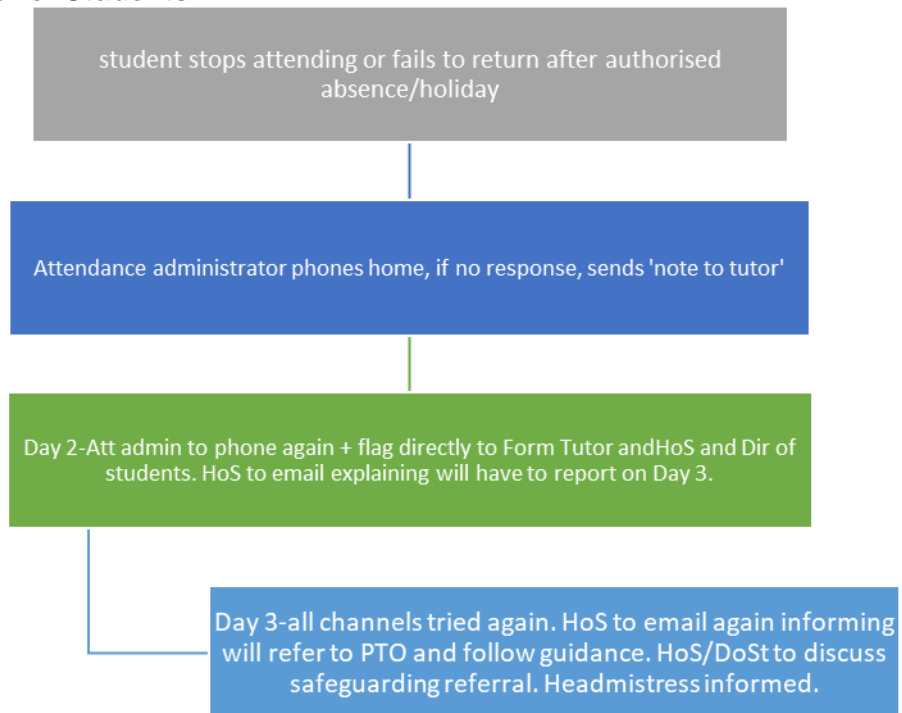 student stops attending or fails to return after authorised
absence/holiday
Attendance administrator phones home, if no response, sends 'note to tutor'
Day 2-Att admin to phone again + flag directly to Form Tutor andHoS and Dir of
students. HoS to email explaining will have to report on Day 3.
Day 3-all channels tried again. HoS to email again informing
will refer to PTO and follow guidance. HoS/DoSt to discuss
safeguarding referral. Headmistress informed.